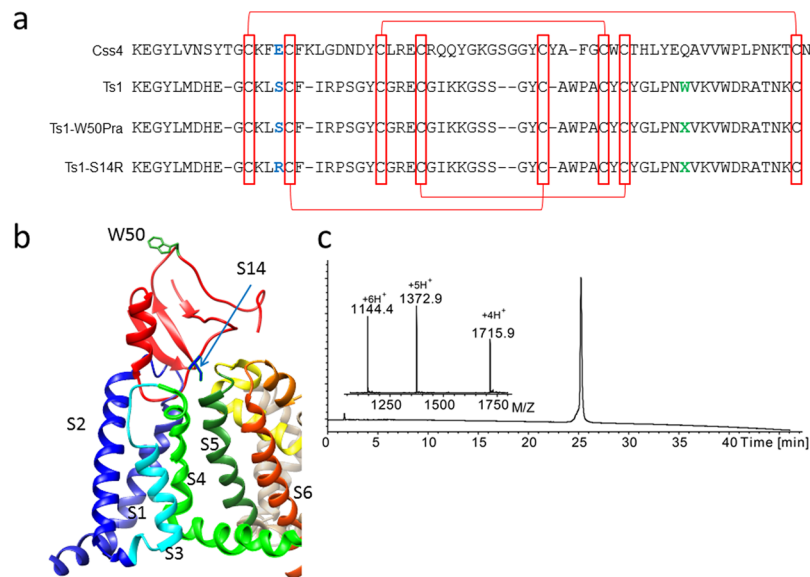 a
Css4 KEGYLVNSYTGCKFECFKLGDNDYCLRECRQQYGKGSGGYCYA-FGCWCTHLYEQAVVWPLPNKTCN
Ts1 KEGYLMDHE-GCKLSCF-IRPSGYCGRECGIKKGSS--GYC-AWPACYCYGLPNWVKVWDRATNKC
Ts1-W50Pra KEGYLMDHE-GCKLSCF-IRPSGYCGRECGIKKGSS--GYC-AWPACYCYGLPNXVKVWDRATNKC
Ts1-S14R KEGYLMDHE-GCKLRCF-IRPSGYCGRECGIKKGSS--GYC-AWPACYCYGLPNXVKVWDRATNKC
b
W50
S14
S2
S5
S4
S6
S1
S3
c
+6H+
1144.4
+5H+
1372.9
+4H+
1715.9
1250 1500 1750 M/Z
0 5 10 15 20 25 30 35 40 Time [min]